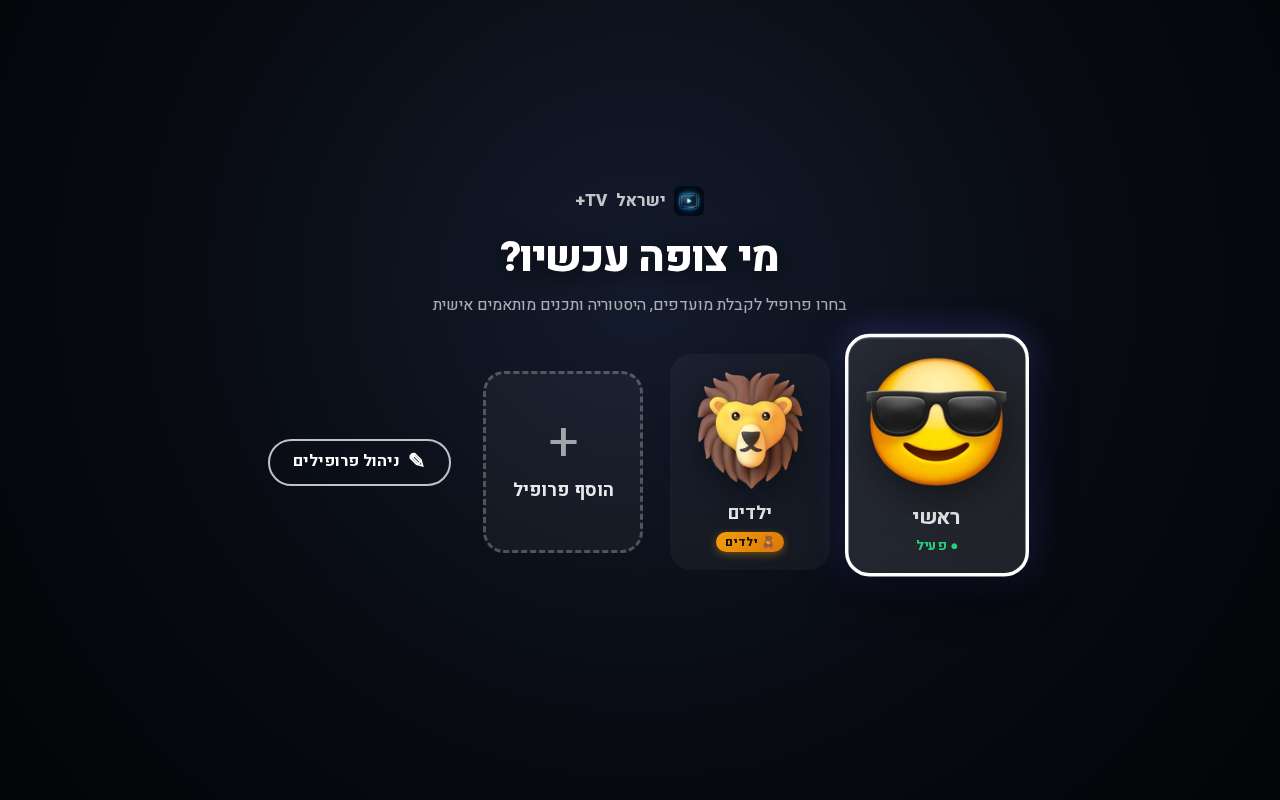 ישראל TV+
מי צופה עכשיו?
בחרו פרופיל לקבלת מועדפים, היסטוריה ותכנים מותאמים אישית
ראשי
● פעיל
ילדים
🧸 ילדים
+
הוסף פרופיל
✎ ניהול פרופילים